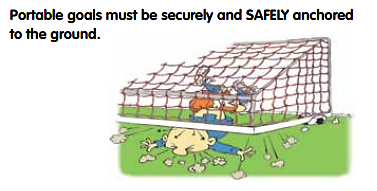 Portable goals must be securely and SAFELY anchored
to the ground.